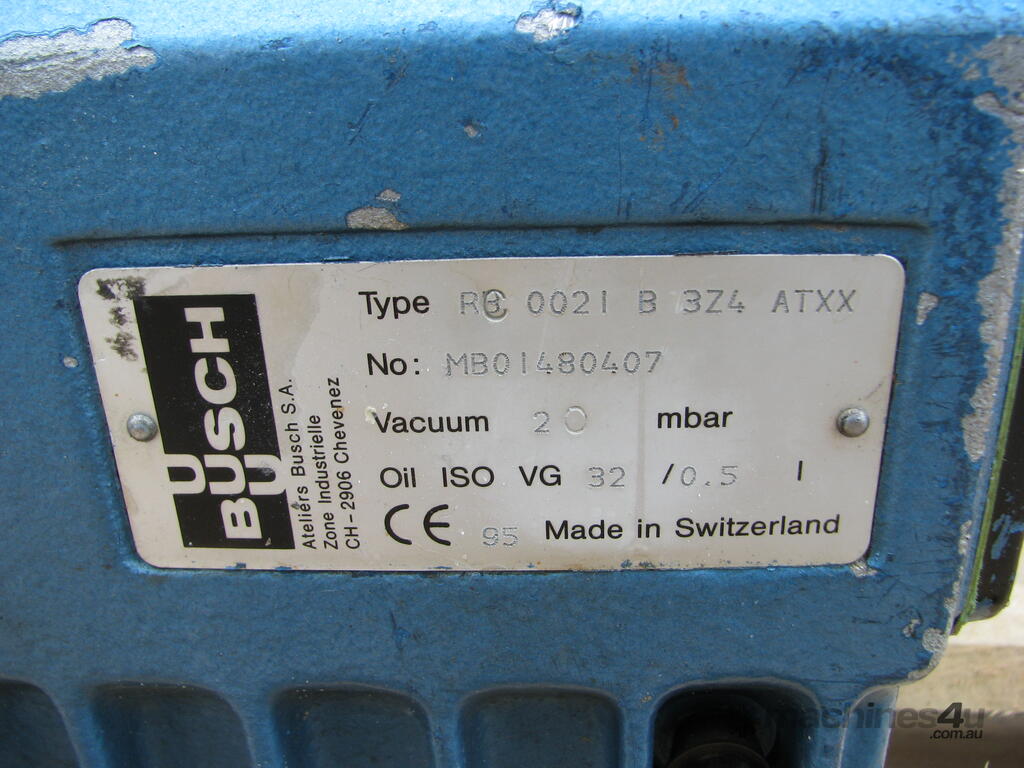 BUSCH
Ateliers Busch S.A.
Zone Industrielle
CH-2906 Chevenez
Type RC 0021 B 3Z4 ATXX
No: MB01480407
Vacuum 20 mbar
Oil ISO VG 32 /0.5 l
CE 95 Made in Switzerland
machines4u
.com.au